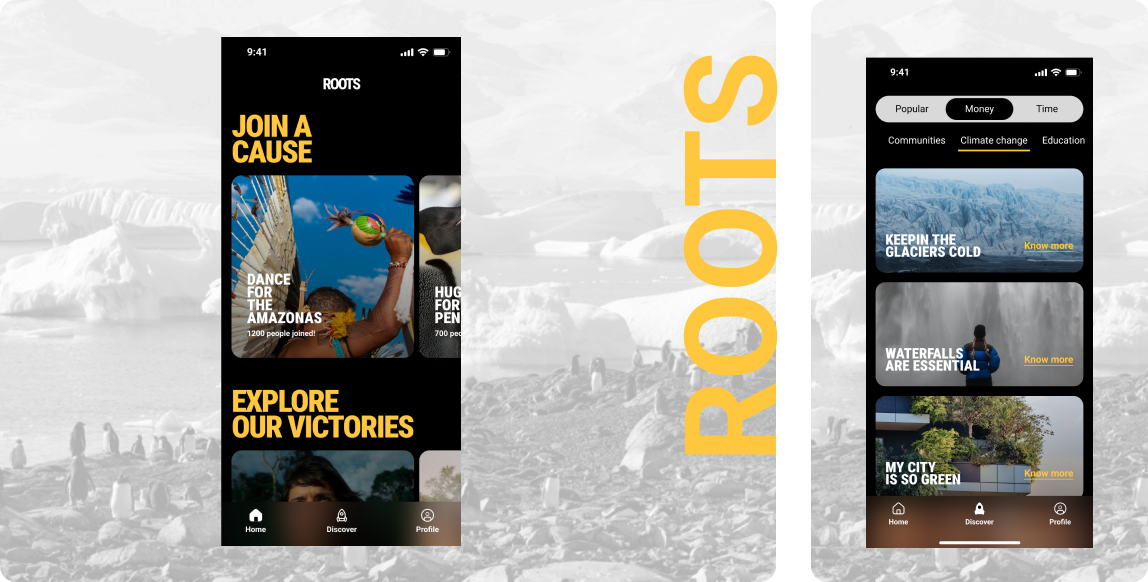 9:41
ROOTS
JOIN A
CAUSE
DANCE
FOR
THE
AMAZONAS
1200 people joined!
HUG
FOR
PEN
700 peo
EXPLORE
OUR VICTORIES
Home
Discover
Profile
ROOTS
9:41
Popular
Money
Time
Communities
Climate change
Education
KEEPIN THE
GLACIERS COLD
Know more
WATERFALLS
ARE ESSENTIAL
Know more
MY CITY
IS SO GREEN
Know more
Home
Discover
Profile